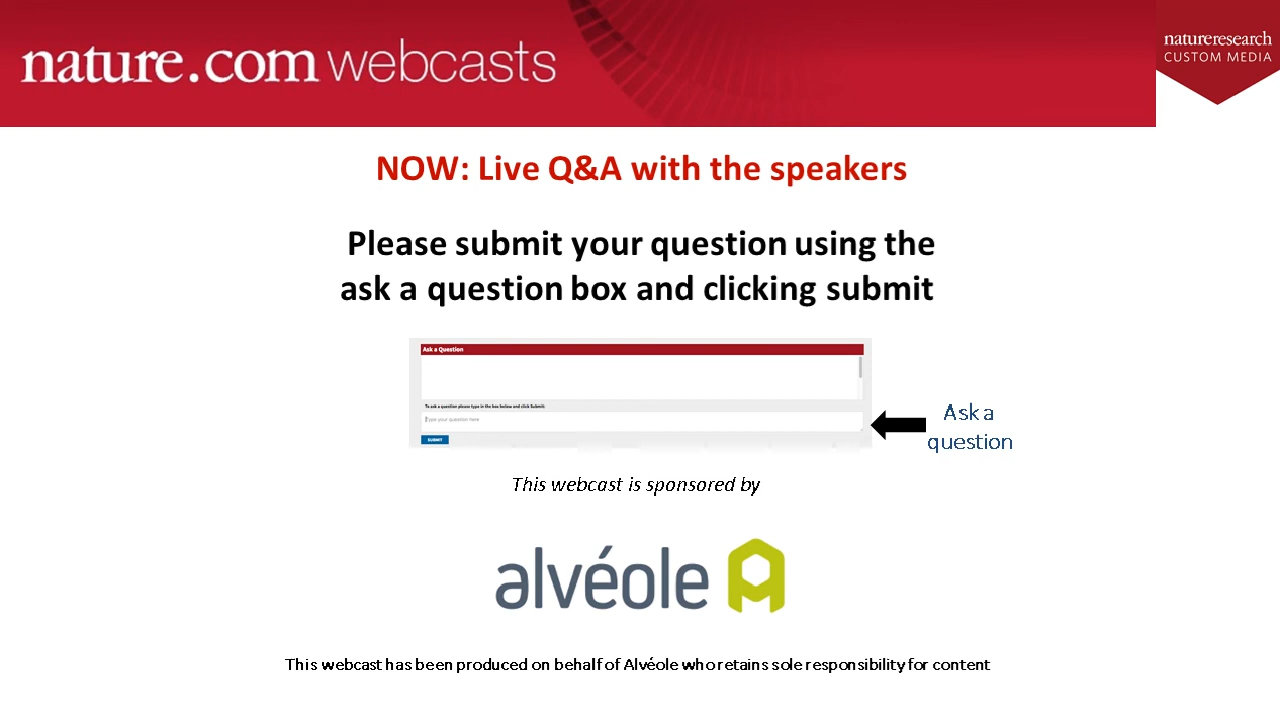 nature.com webcasts
natureresearch
CUSTOM MEDIA
NOW: Live Q&A with the speakers
Please submit your question using the
ask a question box and clicking submit
Ask a Question
To ask a question please type in the box below and click Submit.
Type your question here
SUBMIT
Ask a
question
This webcast is sponsored by
alvéole
This webcast has been produced on behalf of Alvéole who retains sole responsibility for content